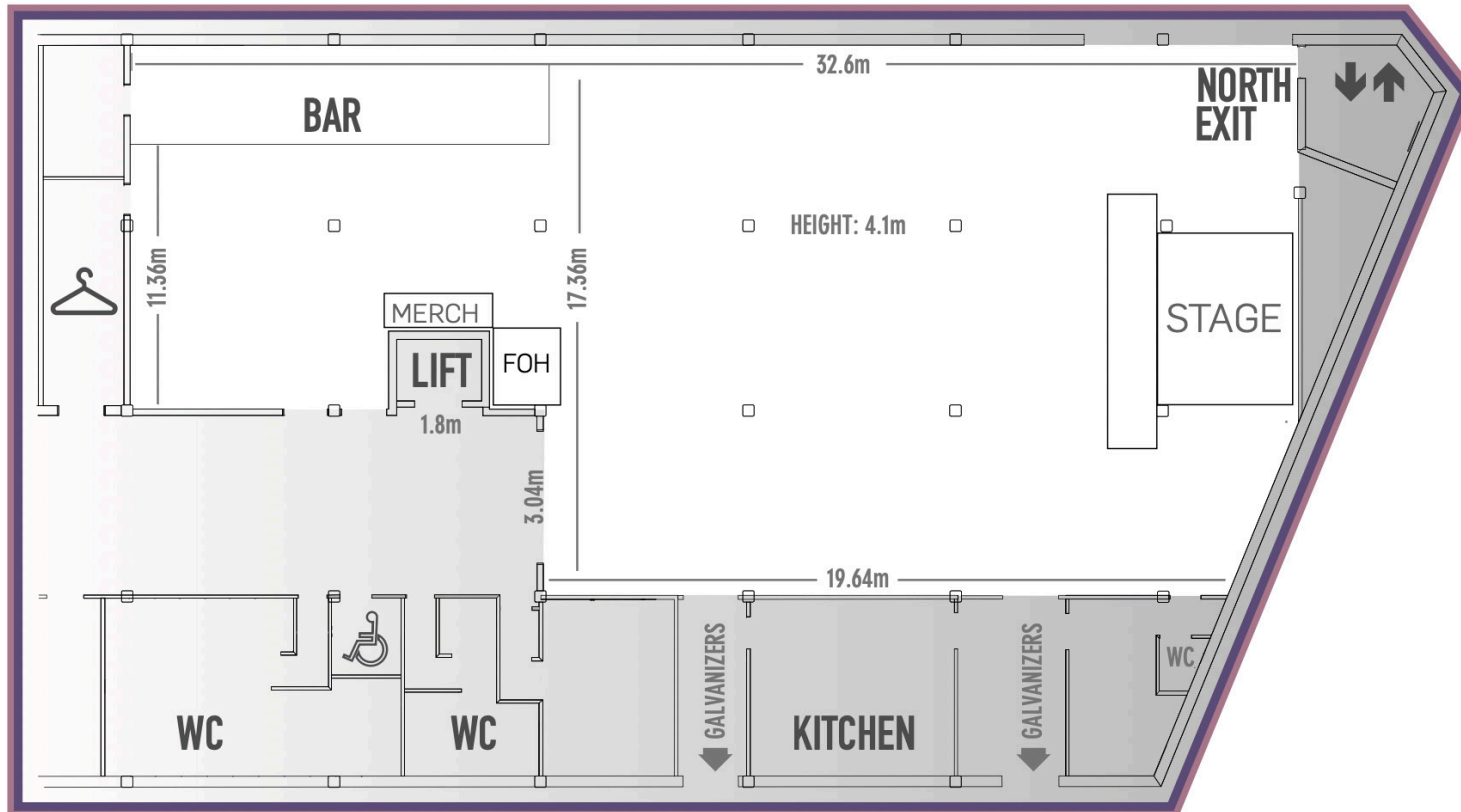 32.6m
BAR
NORTH
EXIT
HEIGHT: 4.1m
11.36m
17.36m
MERCH
STAGE
LIFT
FOH
1.8m
3.04m
19.64m
GALVANIZERS
GALVANIZERS
WC
WC
WC
KITCHEN